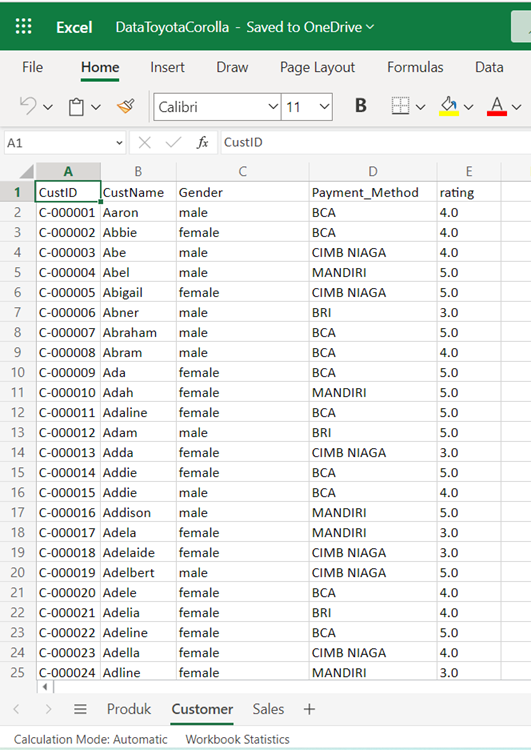 Excel DataToyotaCorolla - Saved to OneDrive
File Home Insert Draw Page Layout Formulas Data
Calibri 11 B A
A1 fx CustID
A B C D E
1 CustID CustName Gender Payment_Method rating
2 C-000001 Aaron male BCA 4.0
3 C-000002 Abbie female BCA 4.0
4 C-000003 Abe male CIMB NIAGA 4.0
5 C-000004 Abel male MANDIRI 5.0
6 C-000005 Abigail female CIMB NIAGA 5.0
7 C-000006 Abner male BRI 3.0
8 C-000007 Abraham male BCA 5.0
9 C-000008 Abram male BCA 4.0
10 C-000009 Ada female BCA 5.0
11 C-000010 Adah female MANDIRI 5.0
12 C-000011 Adaline female BCA 5.0
13 C-000012 Adam male BRI 5.0
14 C-000013 Adda female CIMB NIAGA 3.0
15 C-000014 Addie female BCA 5.0
16 C-000015 Addie male BCA 4.0
17 C-000016 Addison male MANDIRI 5.0
18 C-000017 Adela female MANDIRI 3.0
19 C-000018 Adelaide female CIMB NIAGA 3.0
20 C-000019 Adelbert male CIMB NIAGA 5.0
21 C-000020 Adele female BCA 4.0
22 C-000021 Adelia female BRI 4.0
23 C-000022 Adeline female BCA 5.0
24 C-000023 Adella female CIMB NIAGA 4.0
25 C-000024 Adline female MANDIRI 3.0
Produk Customer Sales
Calculation Mode: Automatic Workbook Statistics